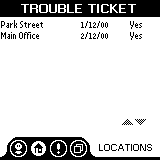 TROUBLE TICKET
Park Street 1/12/00 Yes
Main Office 2/12/00 Yes
LOCATIONS